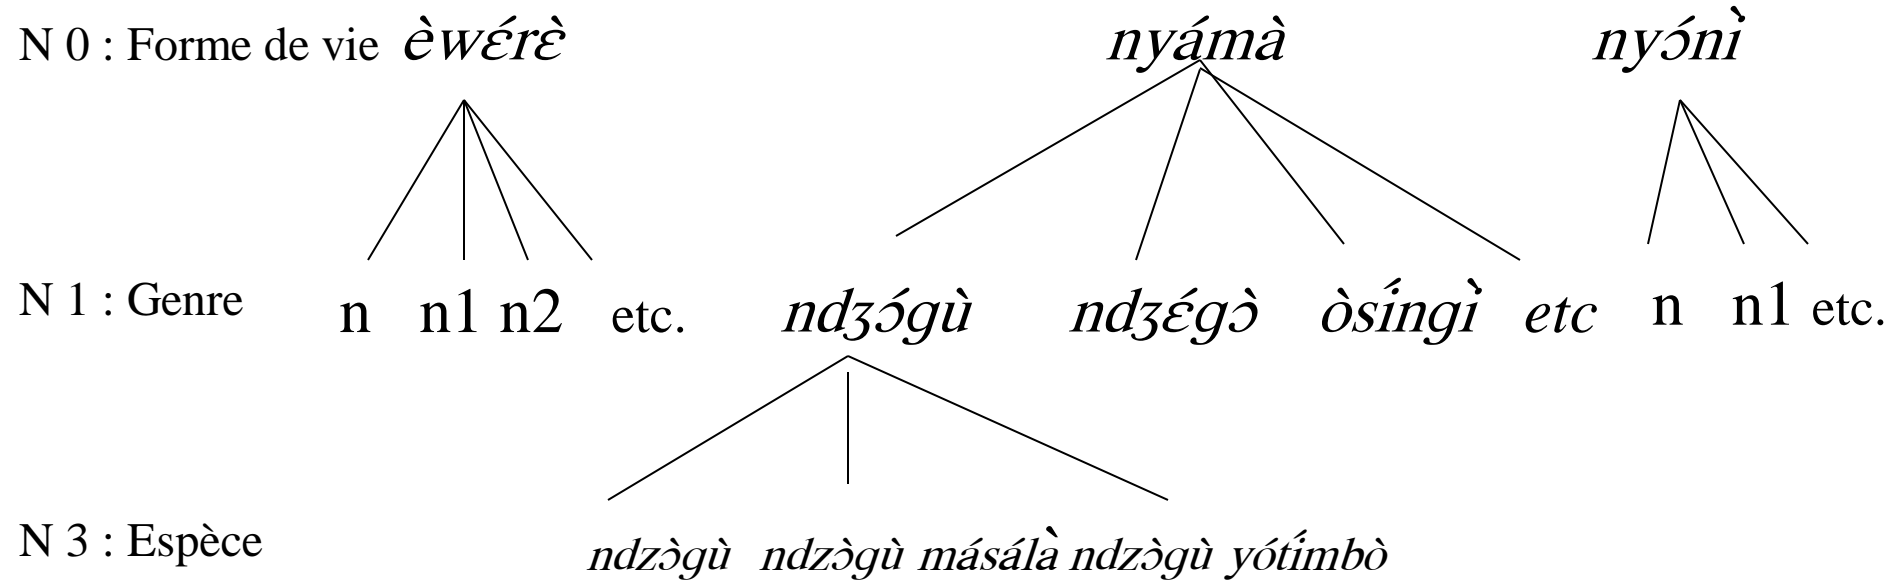 N 0 : Forme de vie èwɛ́rɛ̀ nyámà nyɔ́nì
N 1 : Genre n n1 n2 etc. ndʒɔ́gù ndʒɛ́gɔ̀ òsíngì etc n n1 etc.
N 3 : Espèce ndzɔ̀gù ndzɔ̀gù másálà ndzɔ̀gù yótímbò